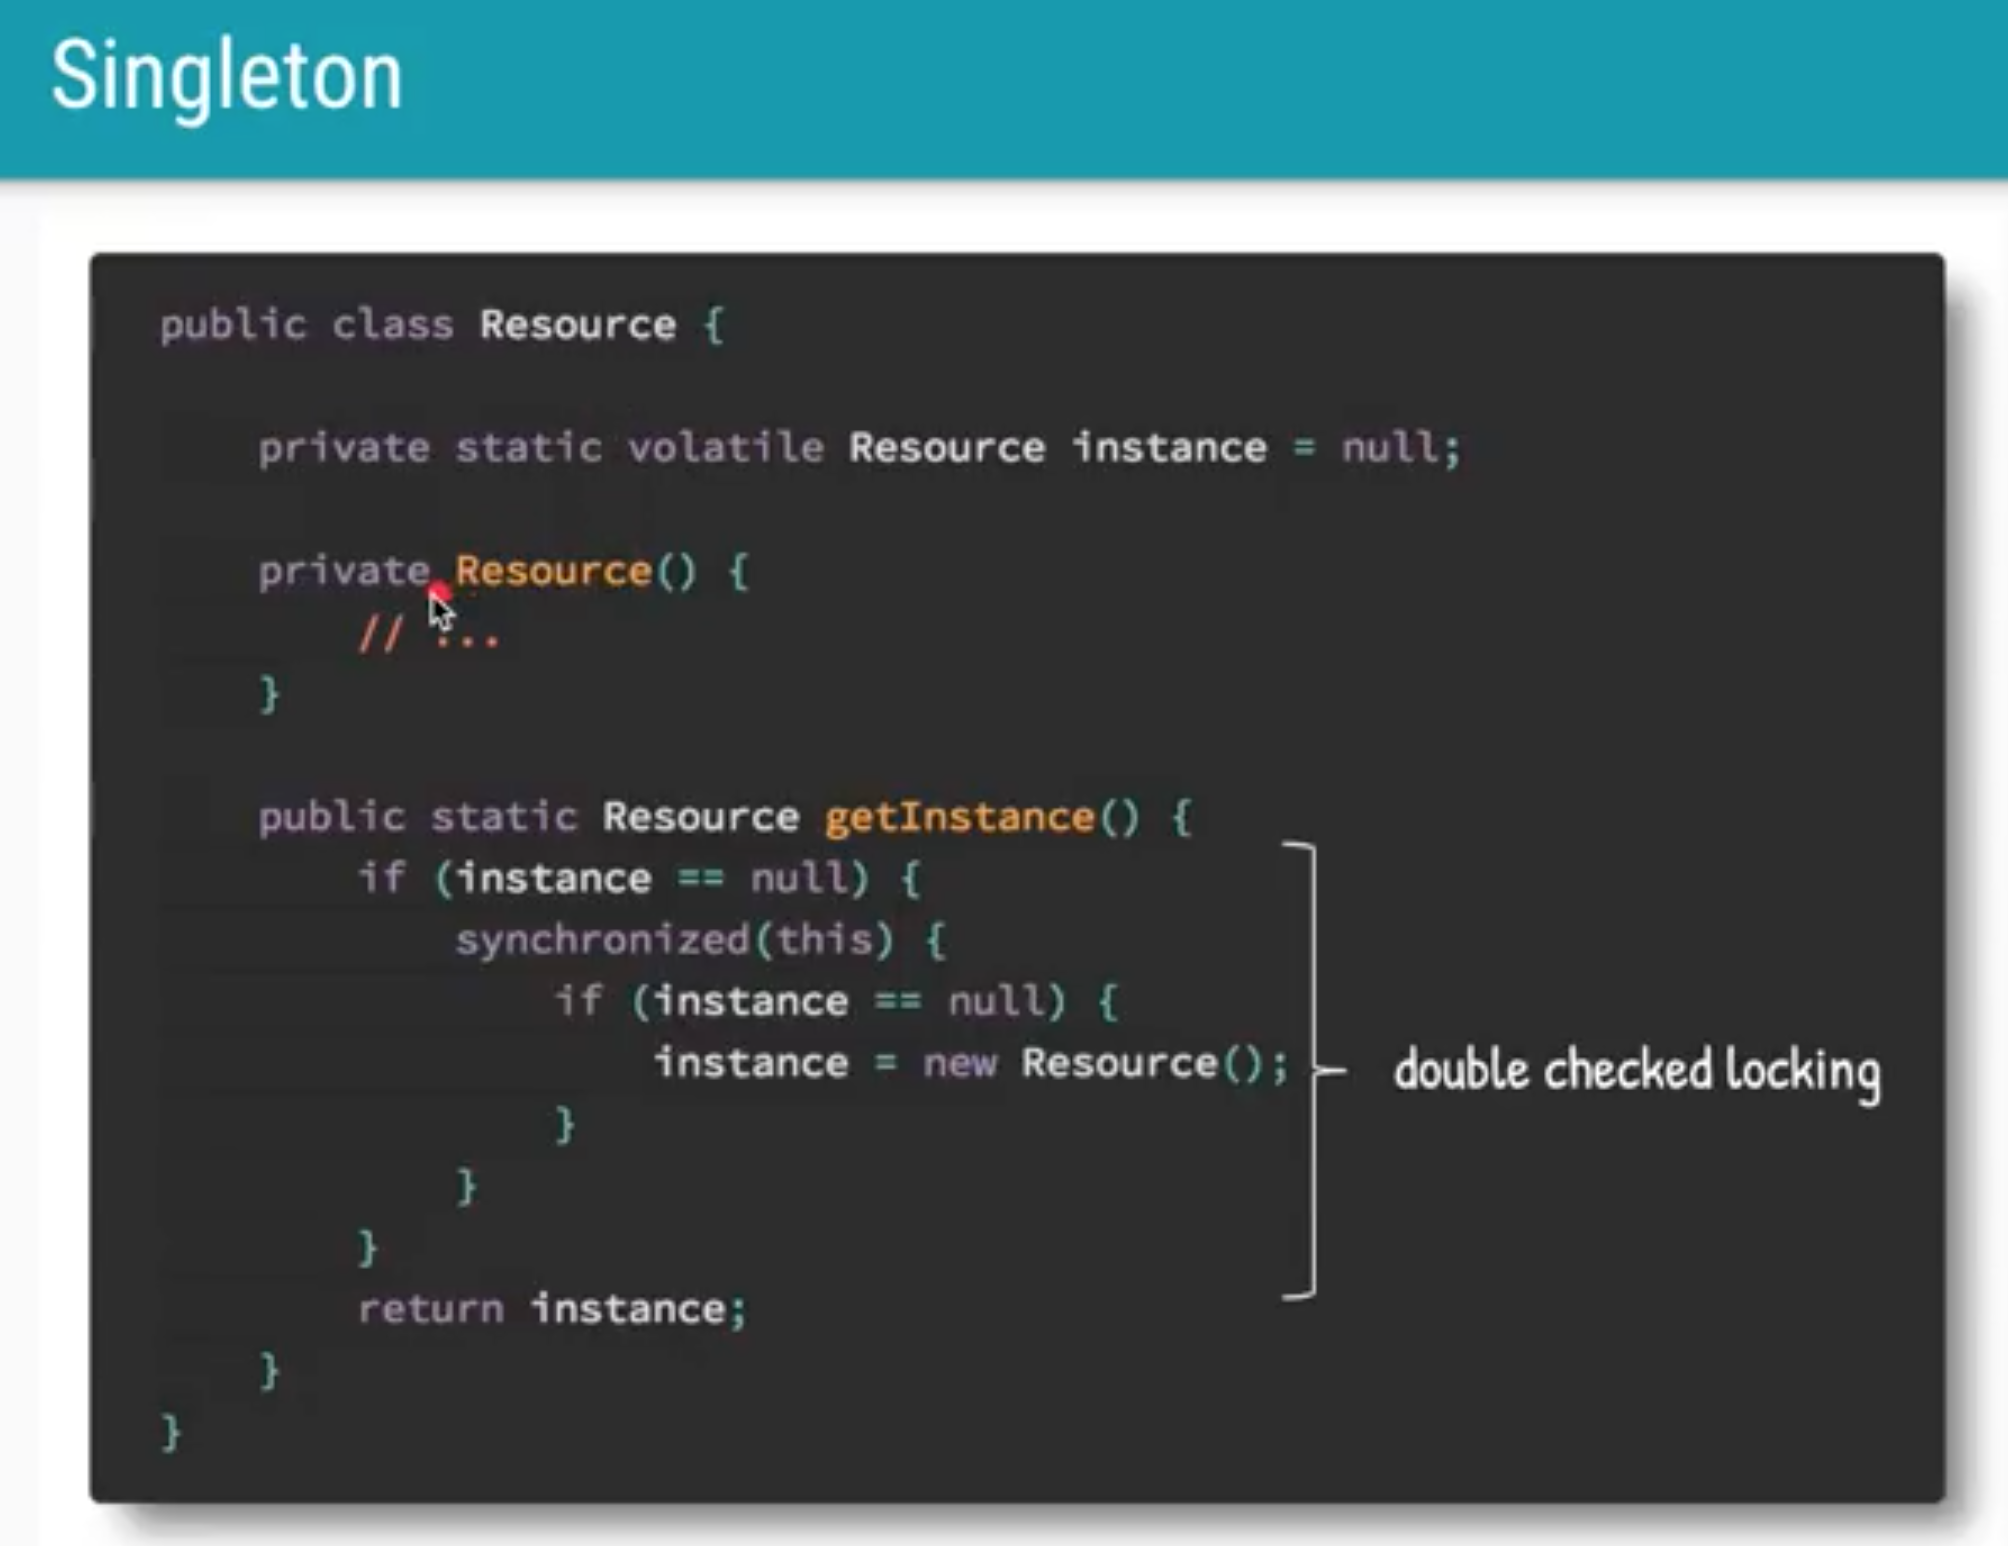 Singleton
public class Resource {
private static volatile Resource instance = null;
private Resource() {
// ...
}
public static Resource getInstance() {
if (instance == null) {
synchronized(this) {
if (instance == null) {
instance = new Resource();
}
}
}
return instance;
}
}
double checked locking